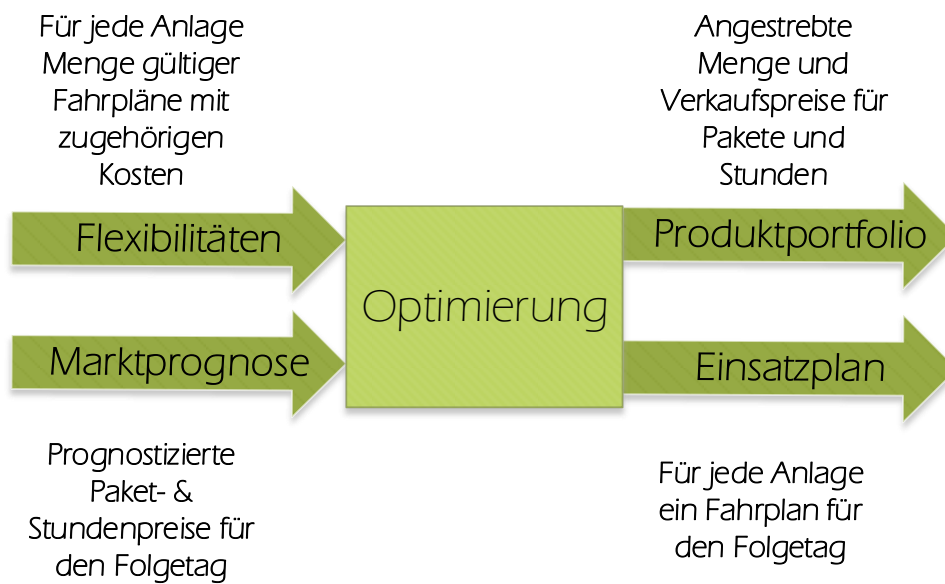 Für jede Anlage
Menge gültiger
Fahrpläne mit
zugehörigen
Kosten
Flexibilitäten
Marktprognose
Prognostizierte
Paket- &
Stundenpreise für
den Folgetag
Optimierung
Angestrebte
Menge und
Verkaufspreise für
Pakete und
Stunden
Produktportfolio
Einsatzplan
Für jede Anlage
ein Fahrplan für
den Folgetag